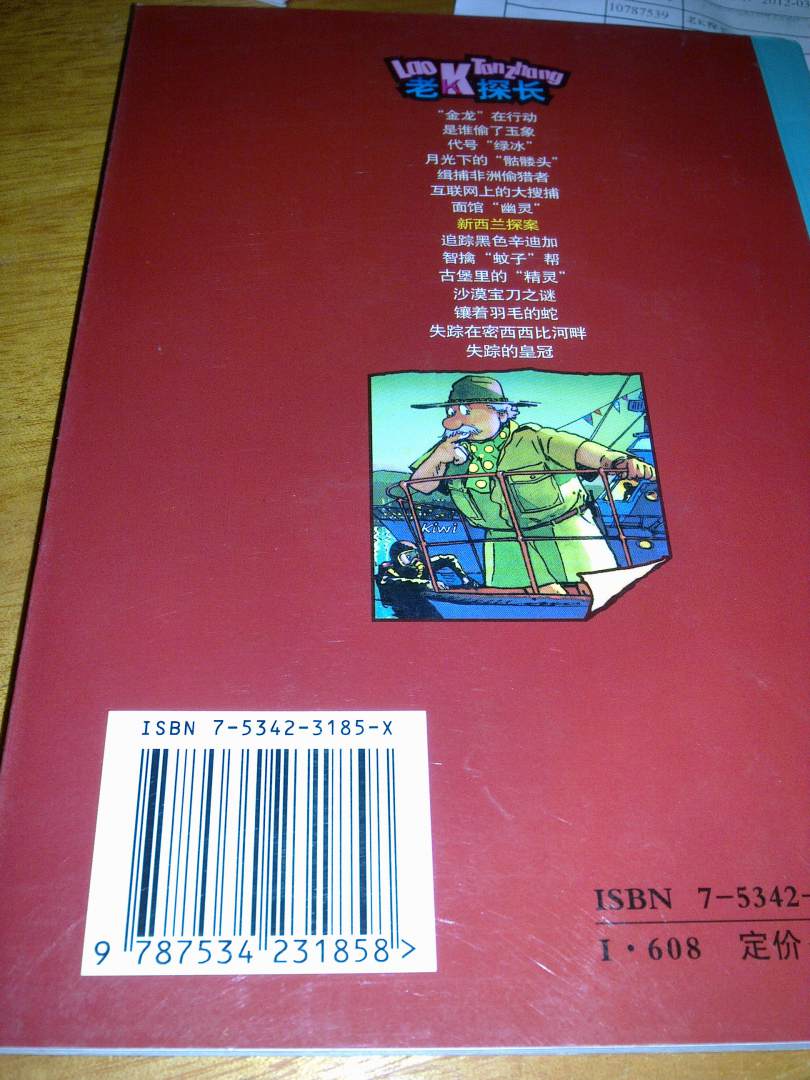 10787539
2012-03
Lao K Tanzhang
老K探长
“金龙”在行动
是谁偷了玉象
代号“绿冰”
月光下的“骷髅头”
缉捕非洲偷猎者
互联网上的大搜捕
面馆“幽灵”
新西兰探案
追踪黑色辛迪加
智擒“蚊子”帮
古堡里的“精灵”
沙漠宝刀之谜
镶着羽毛的蛇
失踪在密西西比河畔
失踪的皇冠
Kiwi
ISBN 7-5342-3185-X
9 787534 231858 >
ISBN 7-5342-
I·608 定价